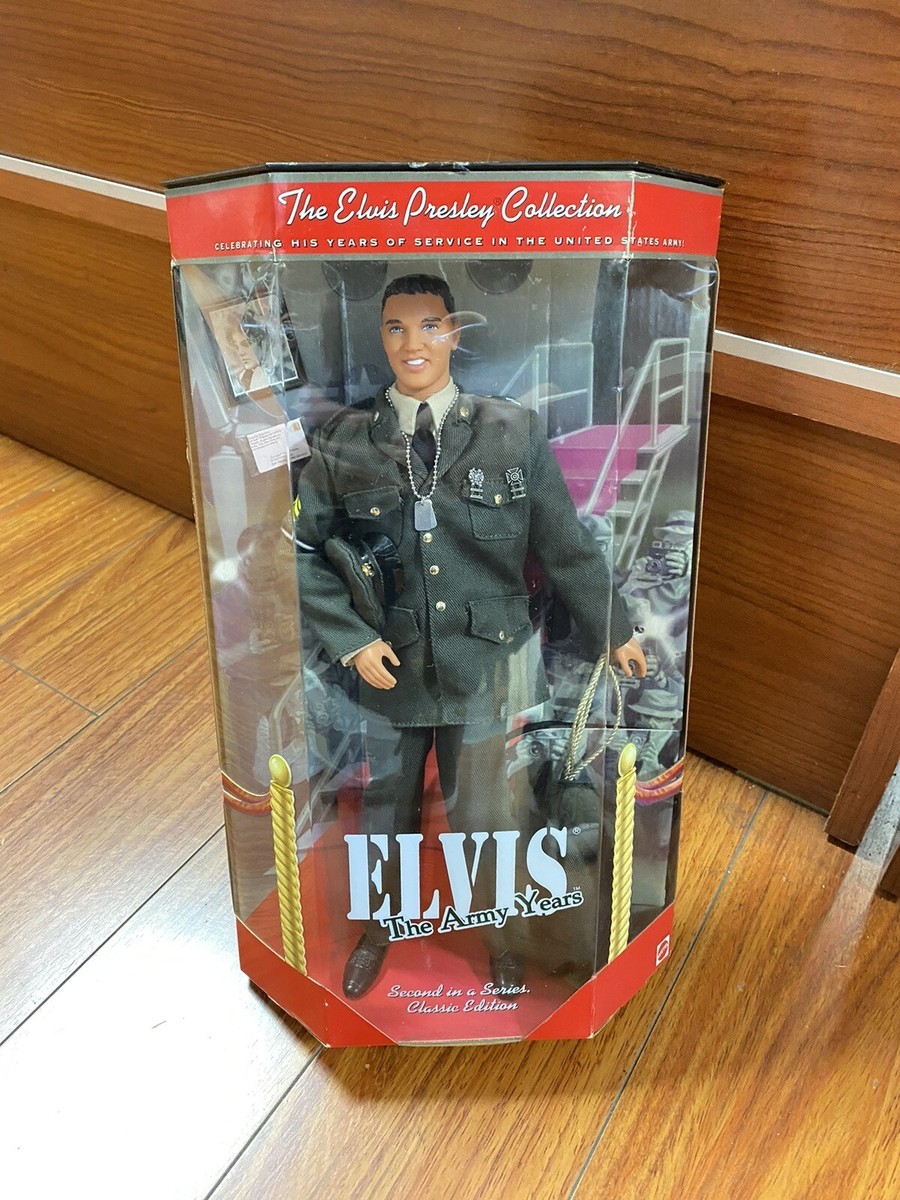 The Elvis Presley® Collection
CELEBRATING HIS YEARS OF SERVICE IN THE UNITED STATES ARMY!
ELVIS®
The Army Years™
Second in a Series.
Classic Edition